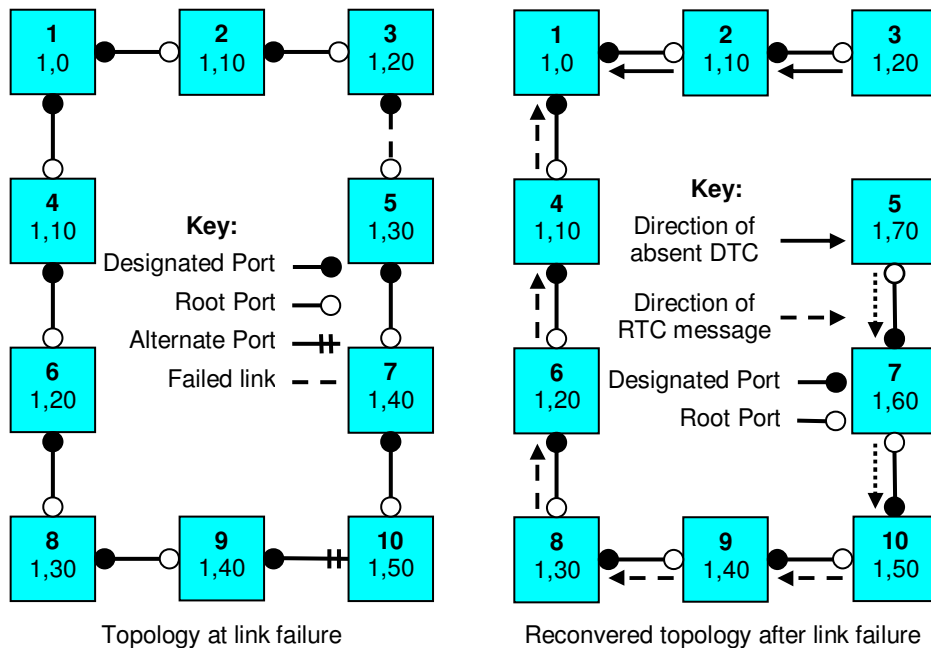 1
1,0
2
1,10
3
1,20
4
1,10
5
1,30
Key:
Designated Port
Root Port
Alternate Port
Failed link
6
1,20
7
1,40
8
1,30
9
1,40
10
1,50
Topology at link failure
1
1,0
2
1,10
3
1,20
4
1,10
Key:
Direction of
absent DTC
5
1,70
Direction of
RTC message
Designated Port
Root Port
6
1,20
7
1,60
8
1,30
9
1,40
10
1,50
Reconvered topology after link failure